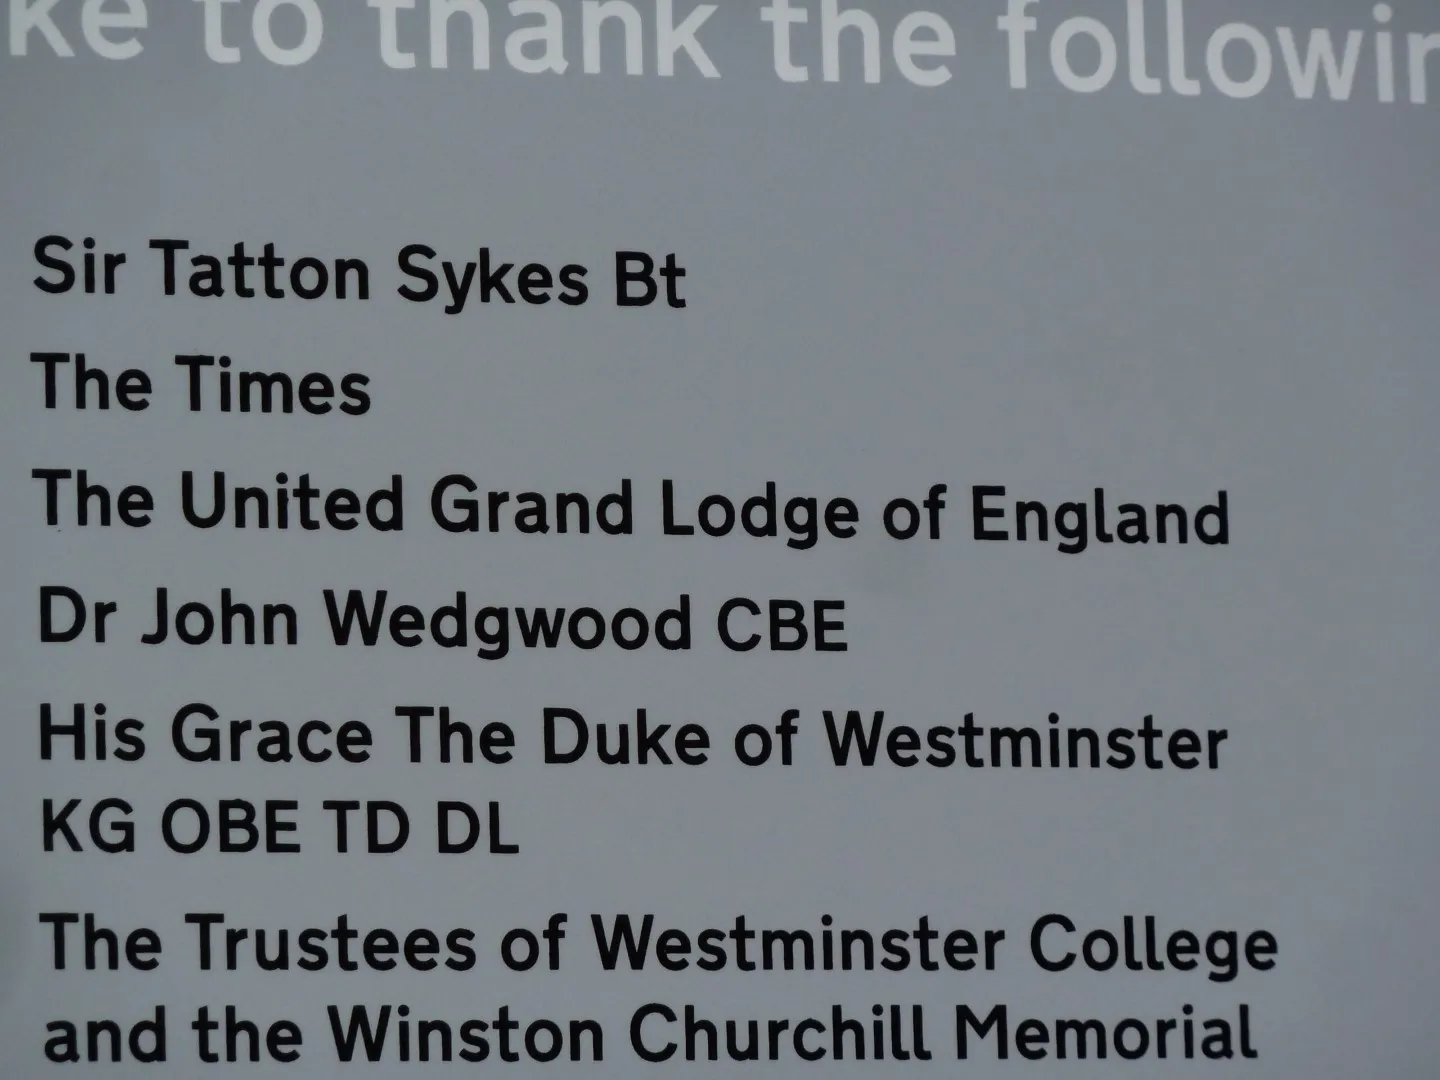 ke to thank the followin
Sir Tatton Sykes Bt
The Times
The United Grand Lodge of England
Dr John Wedgwood CBE
His Grace The Duke of Westminster
KG OBE TD DL
The Trustees of Westminster College
and the Winston Churchill Memorial